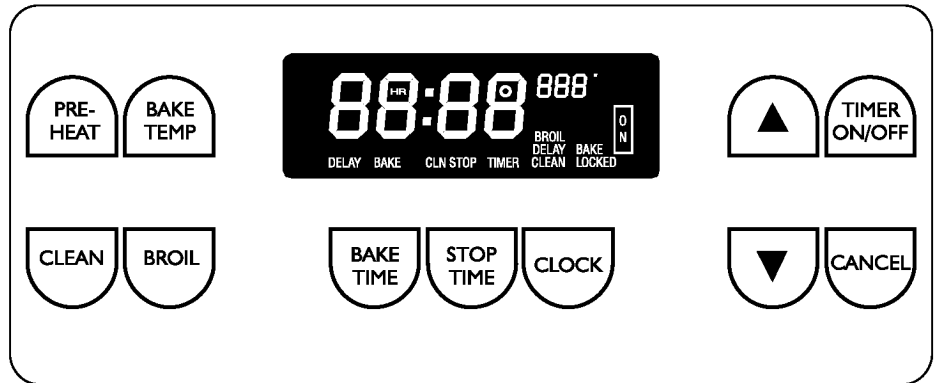 PRE-
HEAT
BAKE
TEMP
88:88
HR
888°
BROIL
DELAY BAKE
CLEAN LOCKED
DELAY BAKE CLN STOP TIMER
O
N
▲
TIMER
ON/OFF
CLEAN
BROIL
BAKE
TIME
STOP
TIME
CLOCK
▼
CANCEL